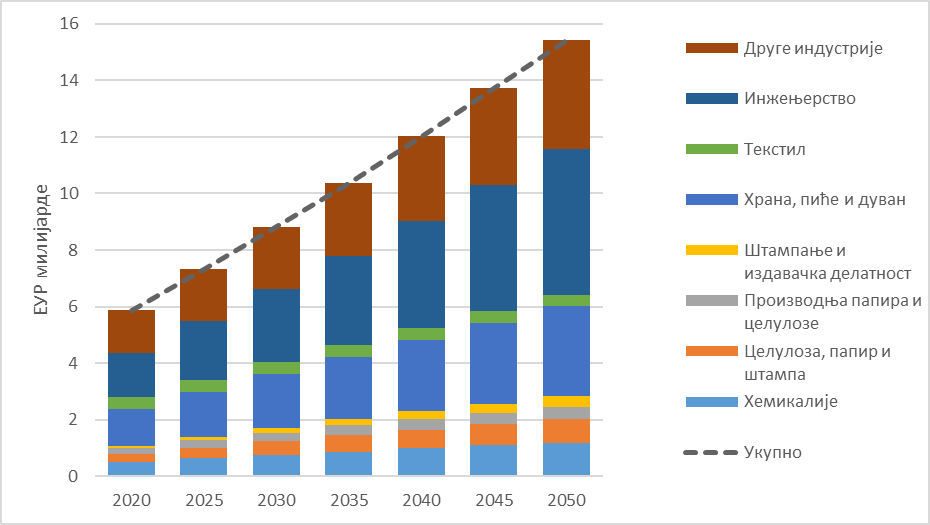 16
14
12
10
8
6
4
2
0
ЕУР милијарде
2020 2025 2030 2035 2040 2045 2050
Друге индустрије
Инжењерство
Текстил
Храна, пиће и дуван
Штампање и
издавачка делатност
Производња папира и
целулозе
Целулоза, папир и
штампа
Хемикалије
Укупно